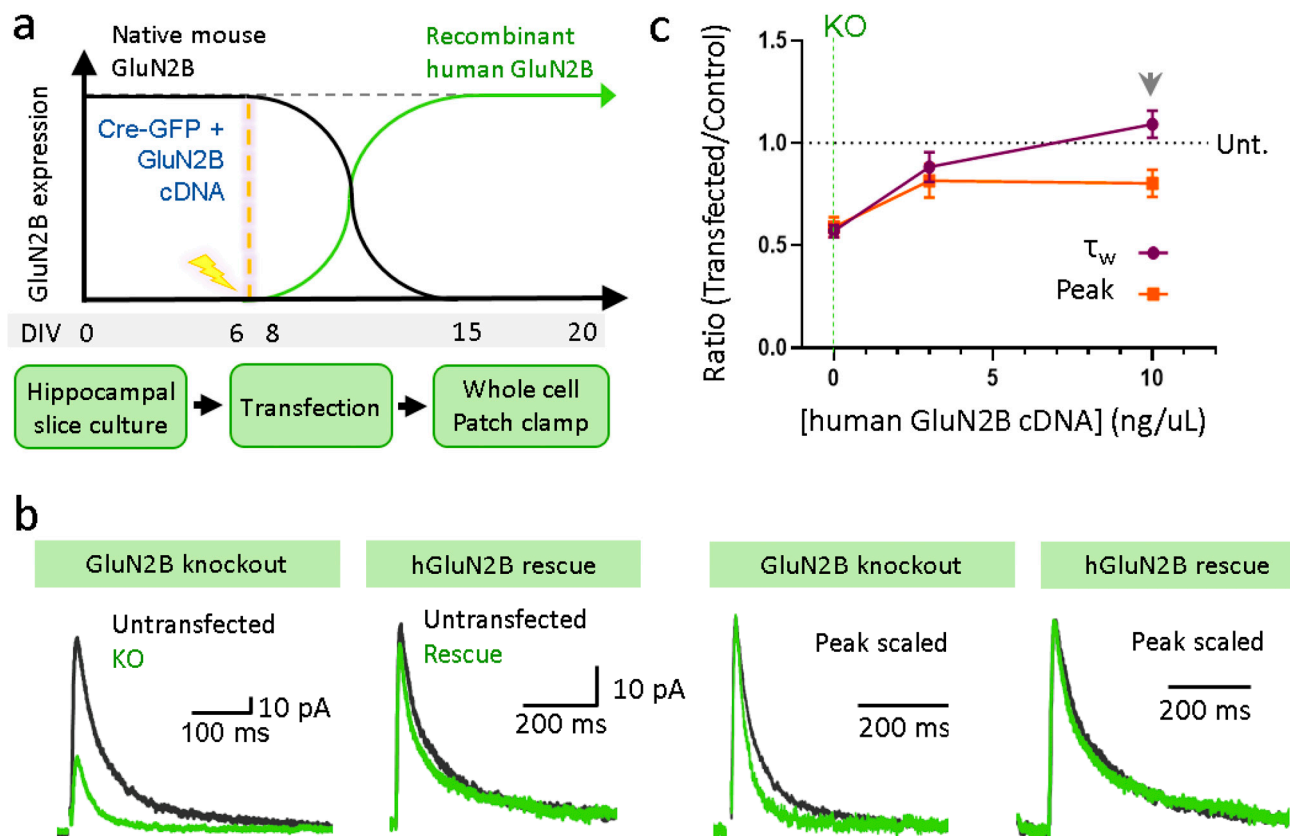 a
Native mouse
GluN2B
Recombinant
human GluN2B
Cre-GFP +
GluN2B
cDNA
GluN2B expression
DIV 0 6 8 15 20
Hippocampal
slice culture
Transfection
Whole cell
Patch clamp
c
KO
1.5
1.0
0.5
0.0
Unt.
τw
Peak
Ratio (Transfected/Control)
0 5 10
[human GluN2B cDNA] (ng/uL)
b
GluN2B knockout
Untransfected
KO
10 pA
100 ms
hGluN2B rescue
Untransfected
Rescue
10 pA
200 ms
GluN2B knockout
Peak scaled
200 ms
hGluN2B rescue
Peak scaled
200 ms